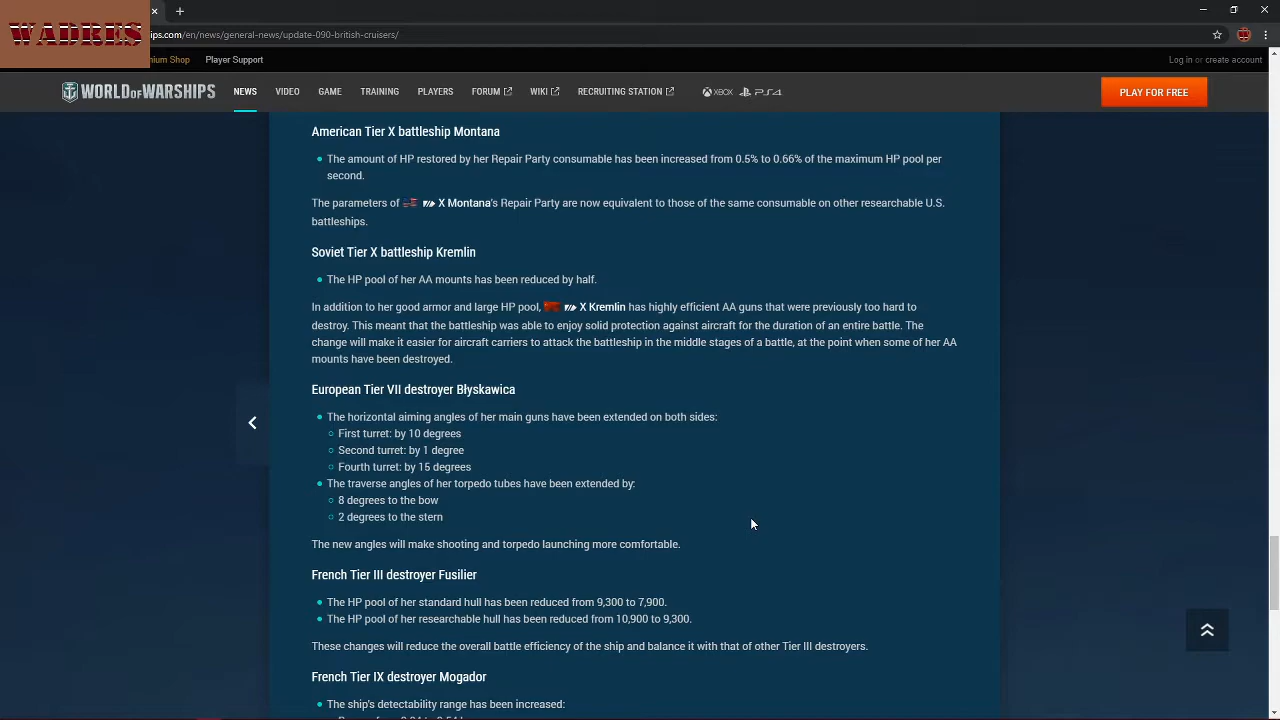 WADRES
ips.com/en/news/general-news/update-090-british-cruisers/
nium Shop Player Support
Log in or create account
WORLD OF WARSHIPS NEWS VIDEO GAME TRAINING PLAYERS FORUM WIKI RECRUITING STATION XBOX PS4 PLAY FOR FREE
American Tier X battleship Montana
The amount of HP restored by her Repair Party consumable has been increased from 0.5% to 0.66% of the maximum HP pool per
second.
The parameters of X Montana's Repair Party are now equivalent to those of the same consumable on other researchable U.S.
battleships.
Soviet Tier X battleship Kremlin
The HP pool of her AA mounts has been reduced by half.
In addition to her good armor and large HP pool, X Kremlin has highly efficient AA guns that were previously too hard to
destroy. This meant that the battleship was able to enjoy solid protection against aircraft for the duration of an entire battle. The
change will make it easier for aircraft carriers to attack the battleship in the middle stages of a battle, at the point when some of her AA
mounts have been destroyed.
European Tier VII destroyer Błyskawica
The horizontal aiming angles of her main guns have been extended on both sides:
First turret: by 10 degrees
Second turret: by 1 degree
Fourth turret: by 15 degrees
The traverse angles of her torpedo tubes have been extended by:
8 degrees to the bow
2 degrees to the stern
The new angles will make shooting and torpedo launching more comfortable.
French Tier III destroyer Fusilier
The HP pool of her standard hull has been reduced from 9,300 to 7,900.
The HP pool of her researchable hull has been reduced from 10,900 to 9,300.
These changes will reduce the overall battle efficiency of the ship and balance it with that of other Tier III destroyers.
French Tier IX destroyer Mogador
The ship's detectability range has been increased: